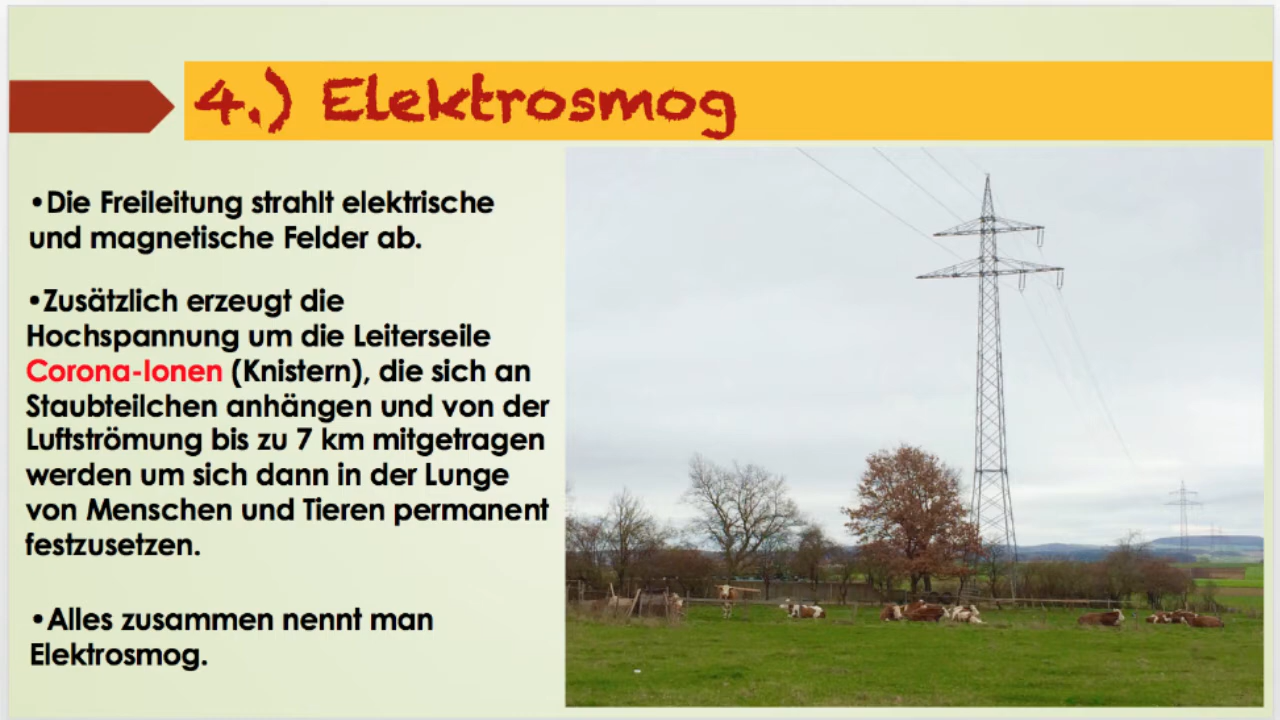 4.) Elektrosmog
•Die Freileitung strahlt elektrische
und magnetische Felder ab.
•Zusätzlich erzeugt die
Hochspannung um die Leiterseile
Corona-Ionen (Knistern), die sich an
Staubteilchen anhängen und von der
Luftströmung bis zu 7 km mitgetragen
werden um sich dann in der Lunge
von Menschen und Tieren permanent
festzusetzen.
•Alles zusammen nennt man
Elektrosmog.